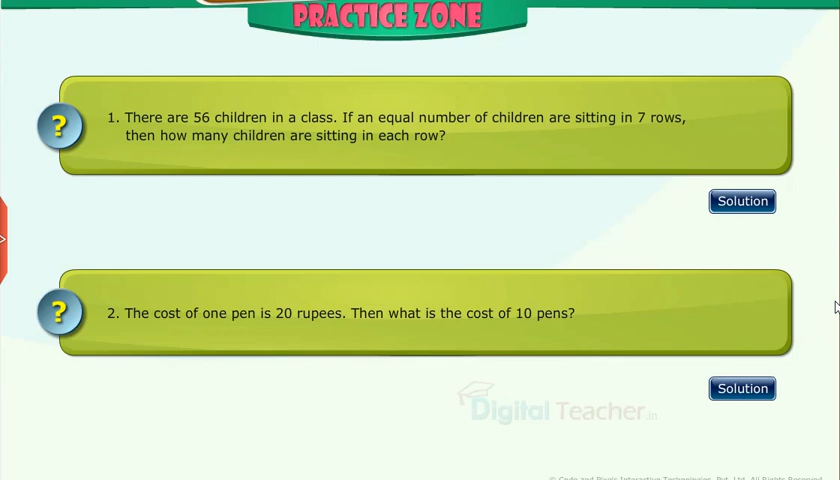 PRACTICE ZONE
1. There are 56 children in a class. If an equal number of children are sitting in 7 rows,
then how many children are sitting in each row?
Solution
2. The cost of one pen is 20 rupees. Then what is the cost of 10 pens?
Solution
Digital Teacher.in